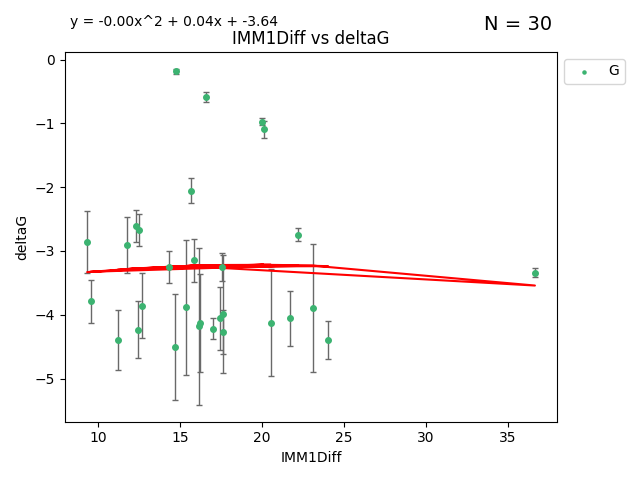 y = -0.00x^2 + 0.04x + -3.64
N = 30
IMM1Diff vs deltaG
G
0
−1
−2
−3
−4
−5
deltaG
10 15 20 25 30 35
IMM1Diff